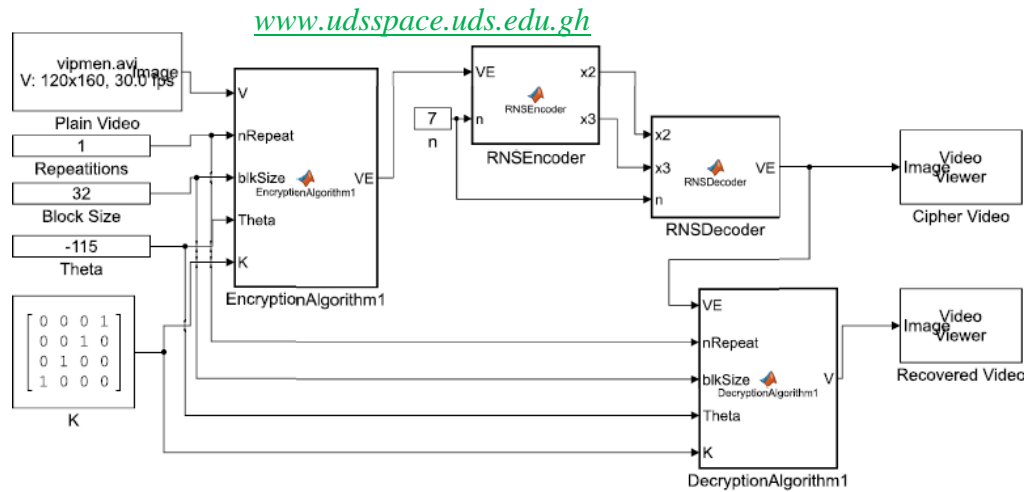 www.udsspace.uds.edu.gh
vipmen.avi
V: 120x160, 30.0 fps
Image
Plain Video
1
Repeatitions
32
Block Size
-115
Theta
0 0 0 1
0 0 1 0
0 1 0 0
1 0 0 0
K
V
nRepeat
blkSize
Theta
K
VE
EncryptionAlgorithm1
EncryptionAlgorithm1
7
n
VE
n
x2
x3
RNSEncoder
RNSEncoder
x2
x3
n
VE
RNSDecoder
RNSDecoder
Image
Video
Viewer
Cipher Video
VE
nRepeat
blkSize
Theta
K
V
DecryptionAlgorithm1
DecryptionAlgorithm1
Image
Video
Viewer
Recovered Video